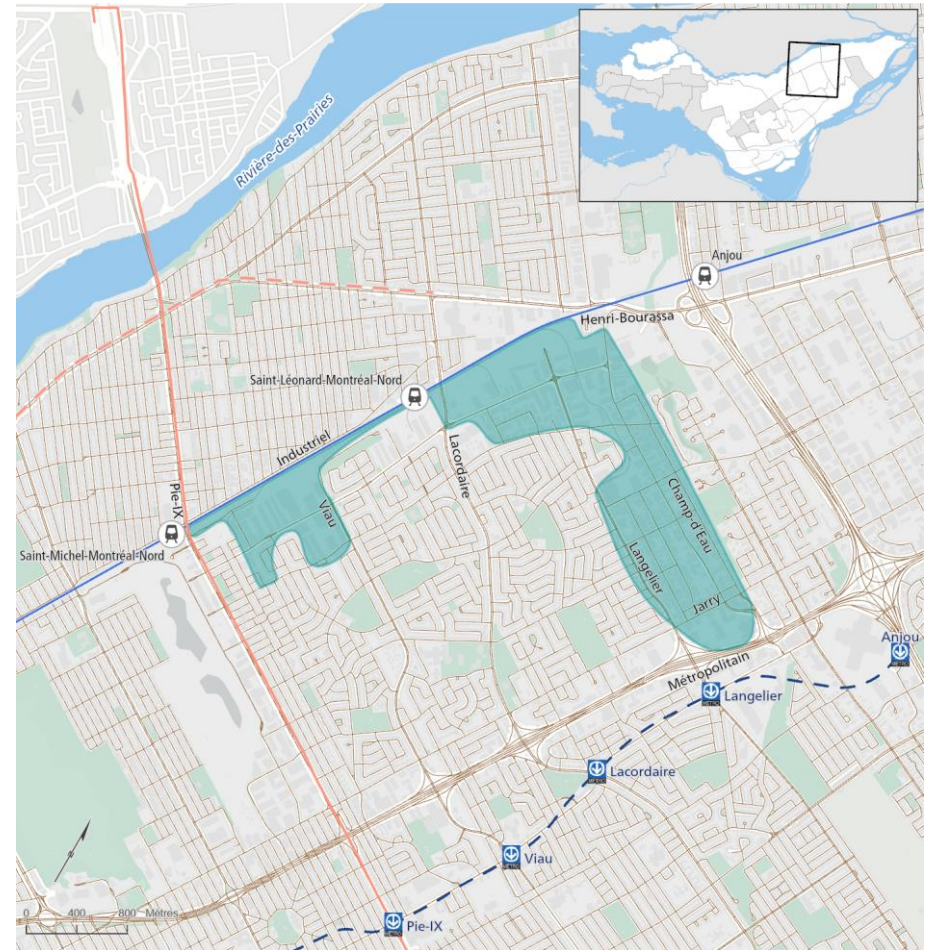 Rivière-des-Prairies
Anjou
Henri-Bourassa
Saint-Léonard-Montréal-Nord
Industriel
Lacordaire
Pie-IX
Viau
Champ-d'Eau
Saint-Michel-Montréal-Nord
Langelier
Jarry
Anjou
Métropolitain
Langelier
Lacordaire
Viau
Pie-IX
0 400 800 Mètres